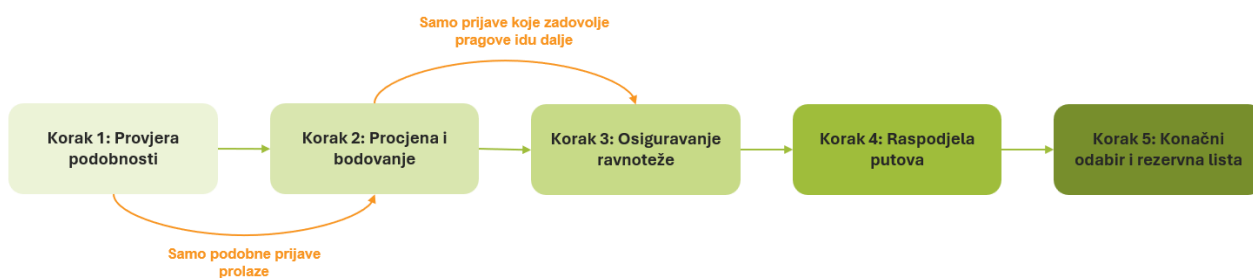 Samo prijave koje zadovolje
pragove idu dalje
Korak 1: Provjera
podobnosti
Korak 2: Procjena i
bodovanje
Korak 3: Osiguravanje
ravnoteže
Korak 4: Raspodjela
putova
Korak 5: Konačni
odabir i rezervna lista
Samo podobne prijave
prolaze